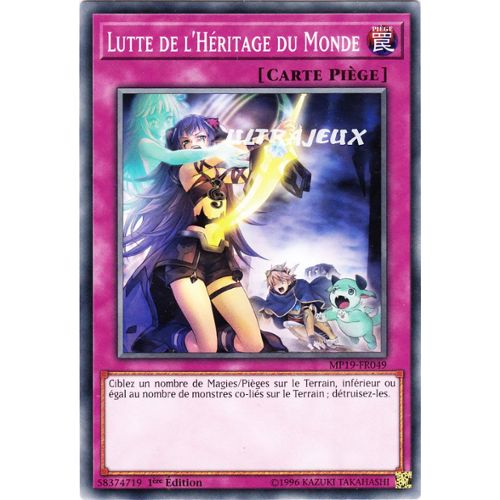 LUTTE DE L'HÉRITAGE DU MONDE
PIÈGE
罠
[CARTE PIÈGE]
ULTRAJEUX
MP19-FR049
Ciblez un nombre de Magies/Pièges sur le Terrain, inférieur ou
égal au nombre de monstres co-liés sur le Terrain ; détruisez-les.
58374719 1ère Édition ©1996 KAZUKI TAKAHASHI